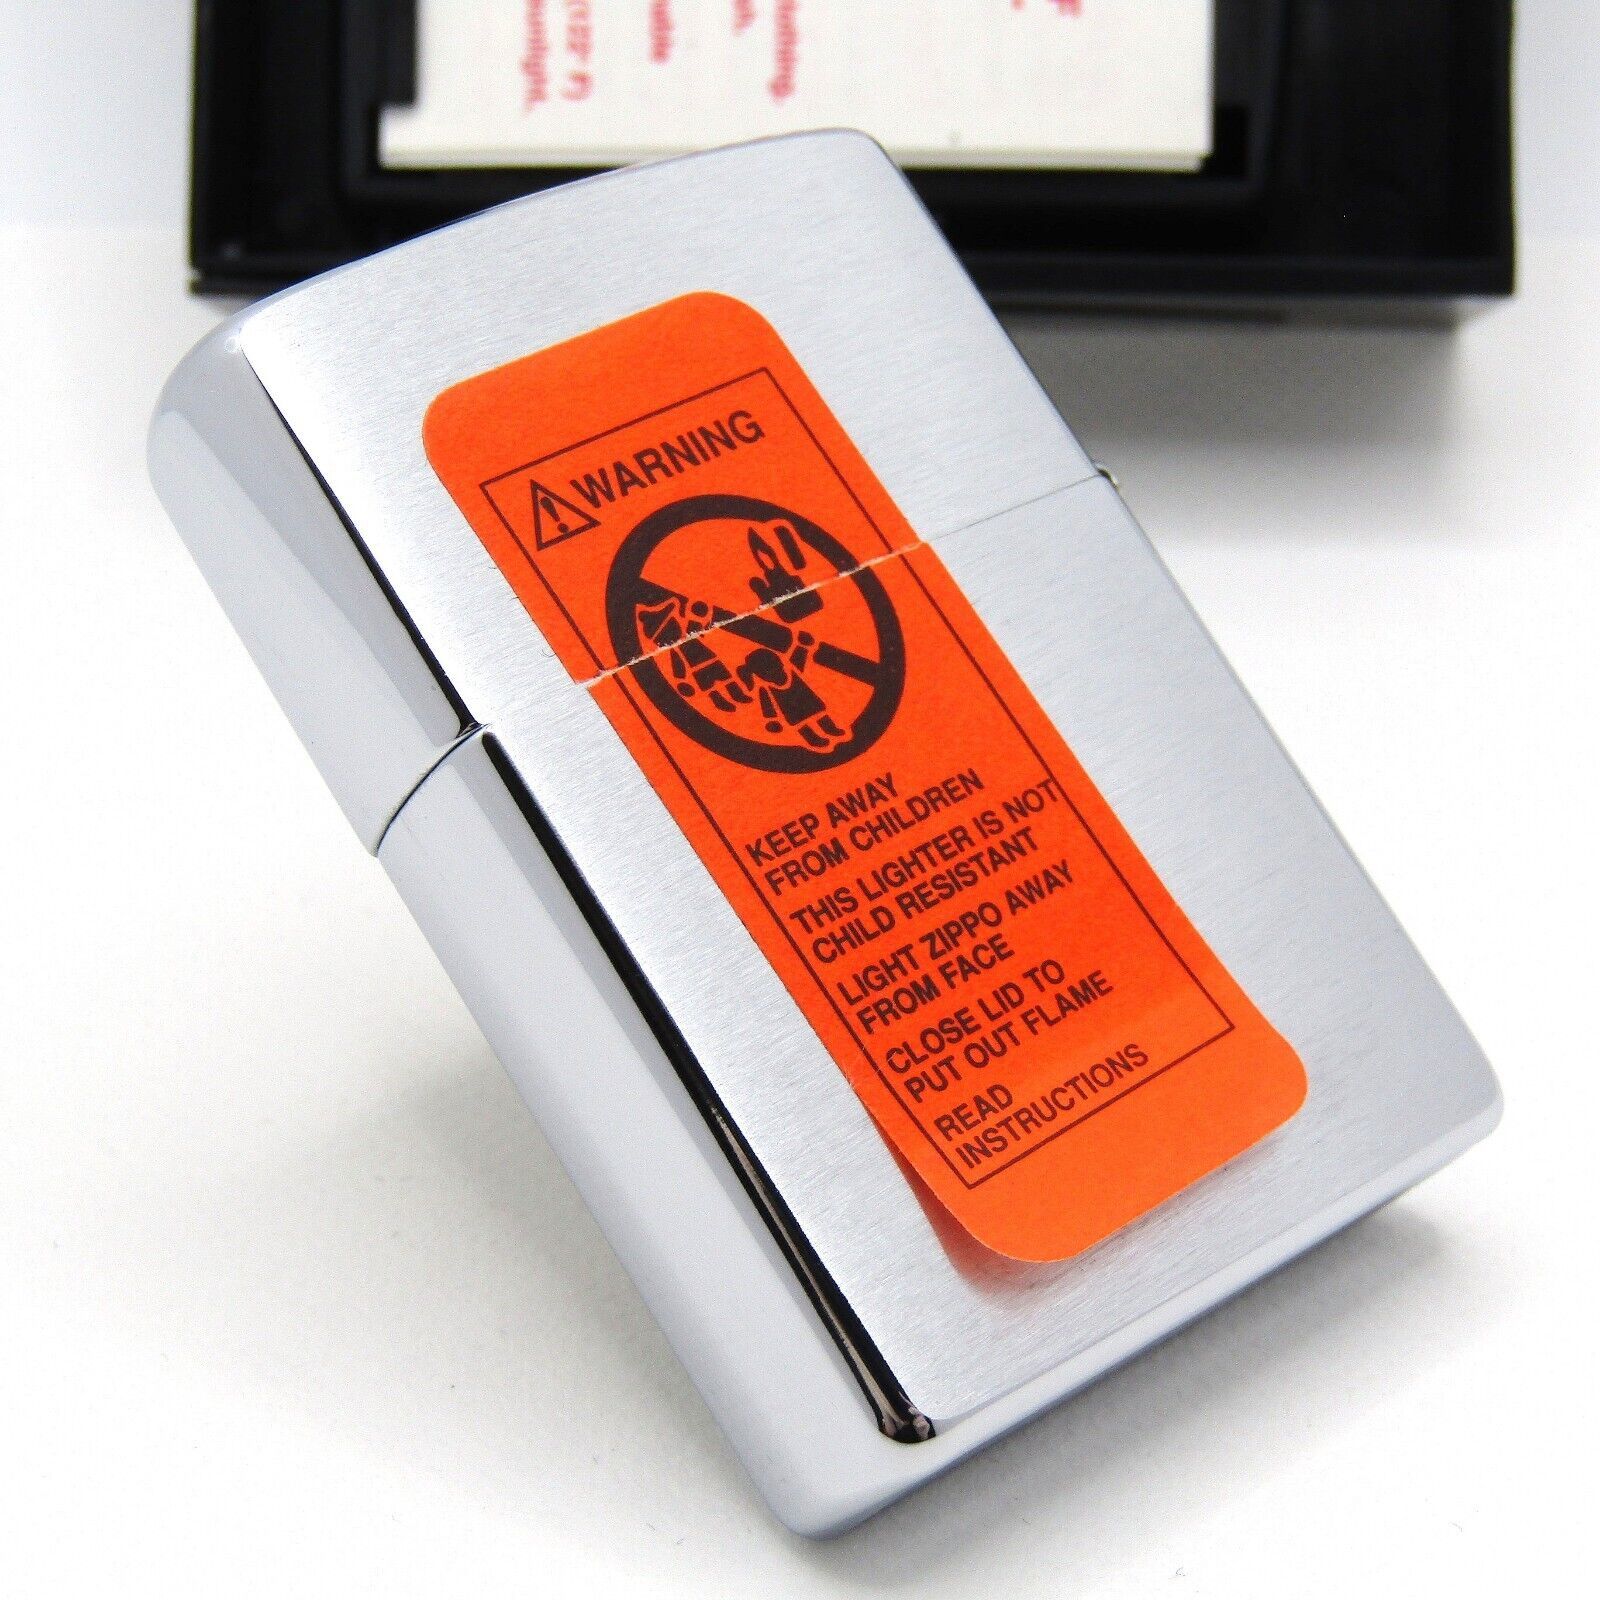 WARNING
KEEP AWAY
FROM CHILDREN
THIS LIGHTER IS NOT
CHILD RESISTANT
LIGHT ZIPPO AWAY
FROM FACE
CLOSE LID TO
PUT OUT FLAME
READ
INSTRUCTIONS